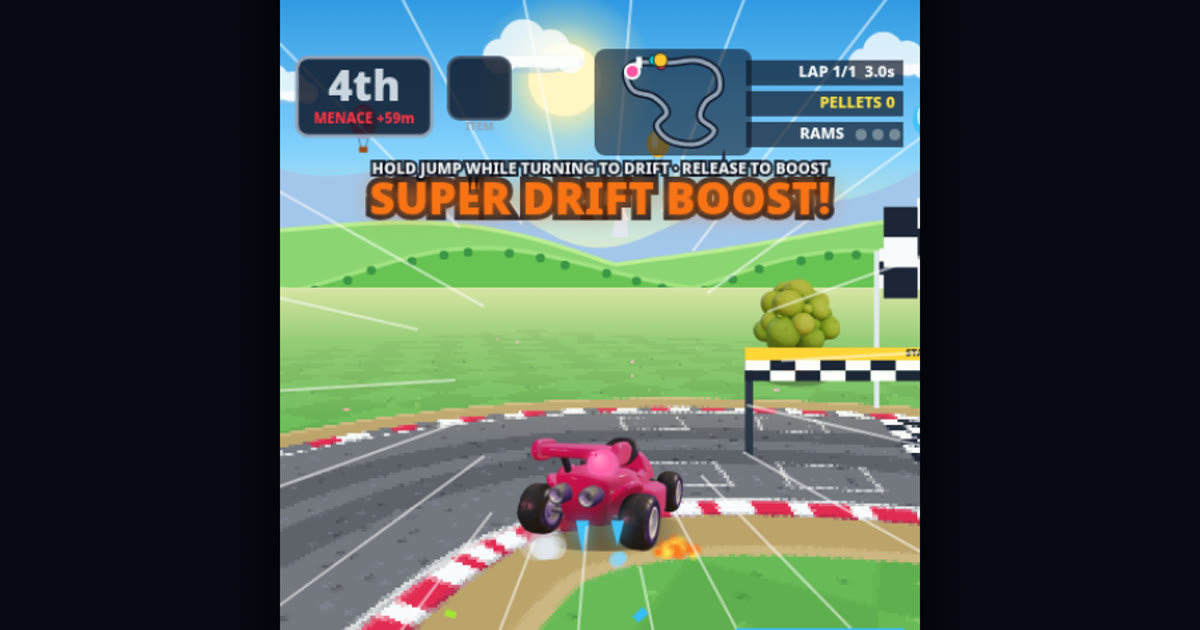 4th
MENACE +59m
ITEM
LAP 1/1 3.0s
PELLETS 0
RAMS
HOLD JUMP WHILE TURNING TO DRIFT • RELEASE TO BOOST
SUPER DRIFT BOOST!